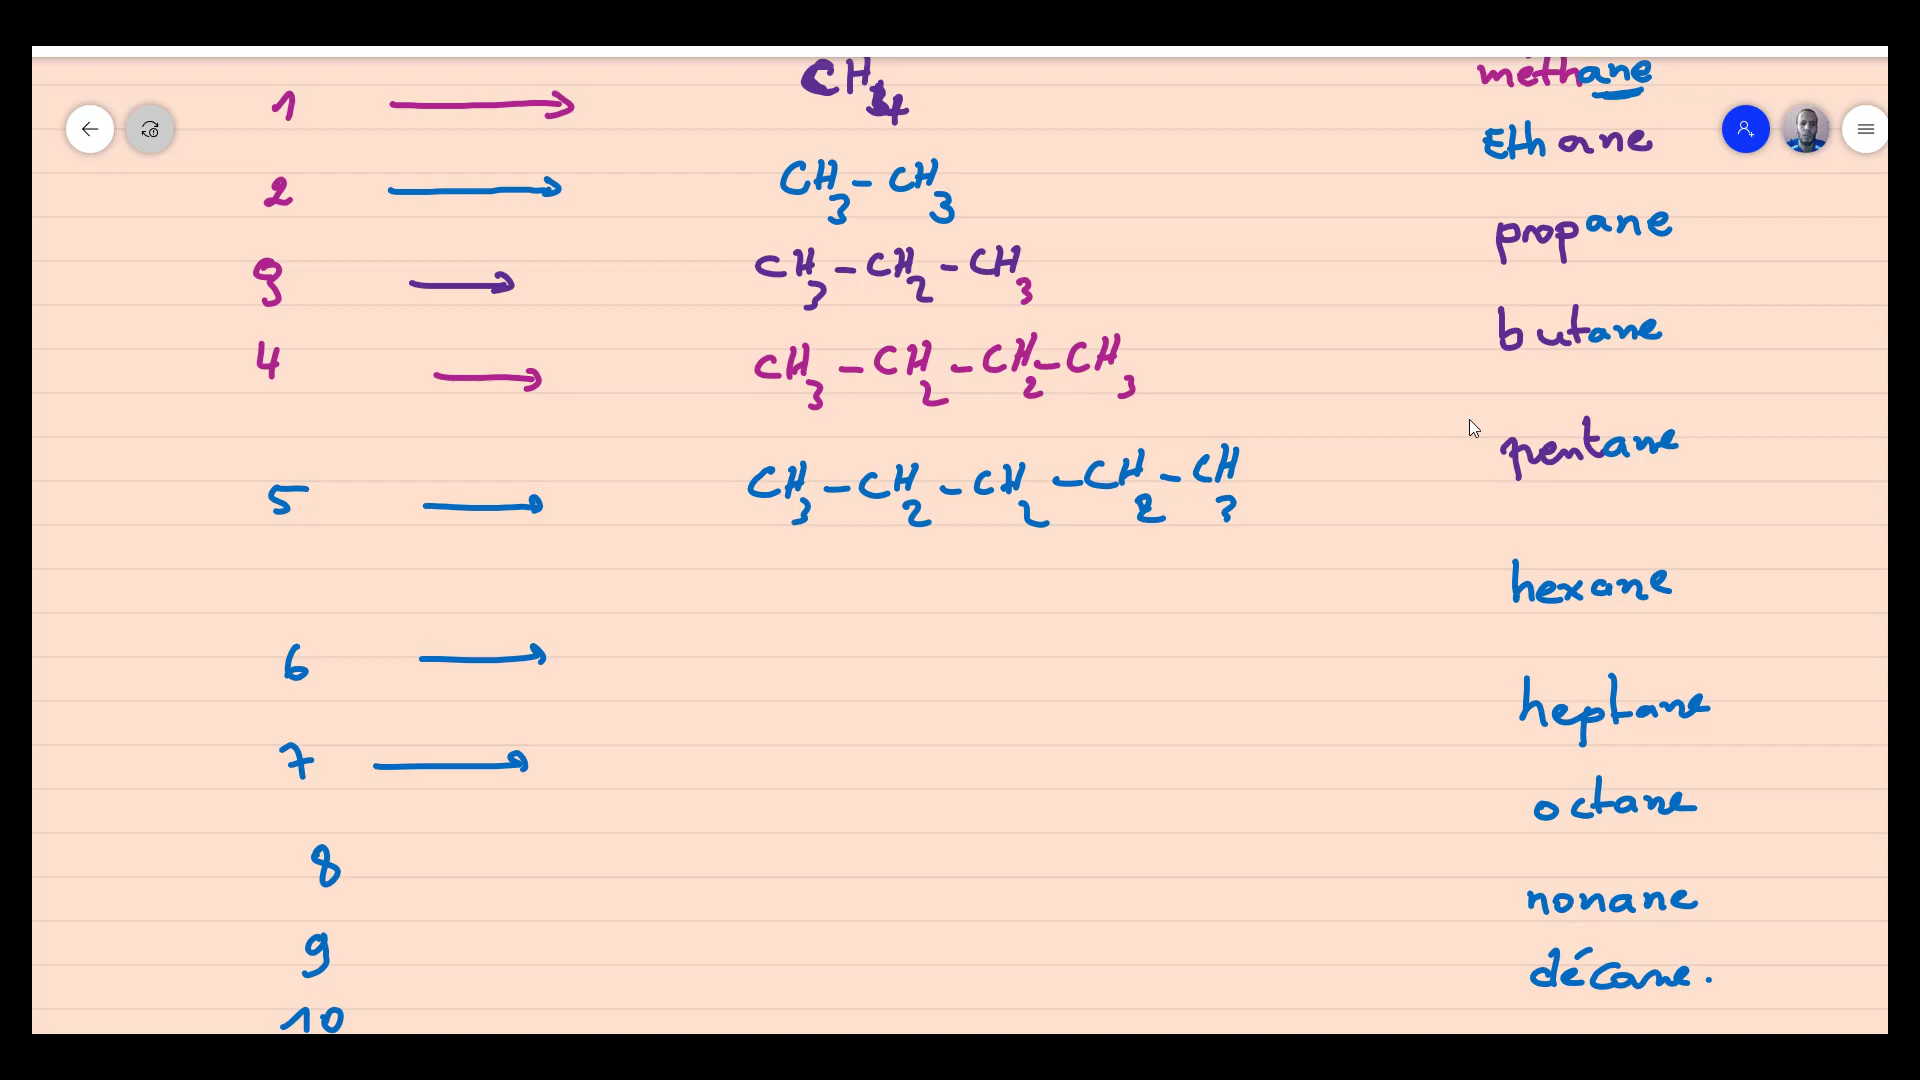 1 → CH4 méthane
2 → CH3-CH3 Ethane
3 → CH3-CH2-CH3 propane
4 → CH3-CH2-CH2-CH3 butane
5 → CH3-CH2-CH2-CH2-CH3 pentane
6 → hexane
7 → heptane
8 octane
9 nonane
10 décane.